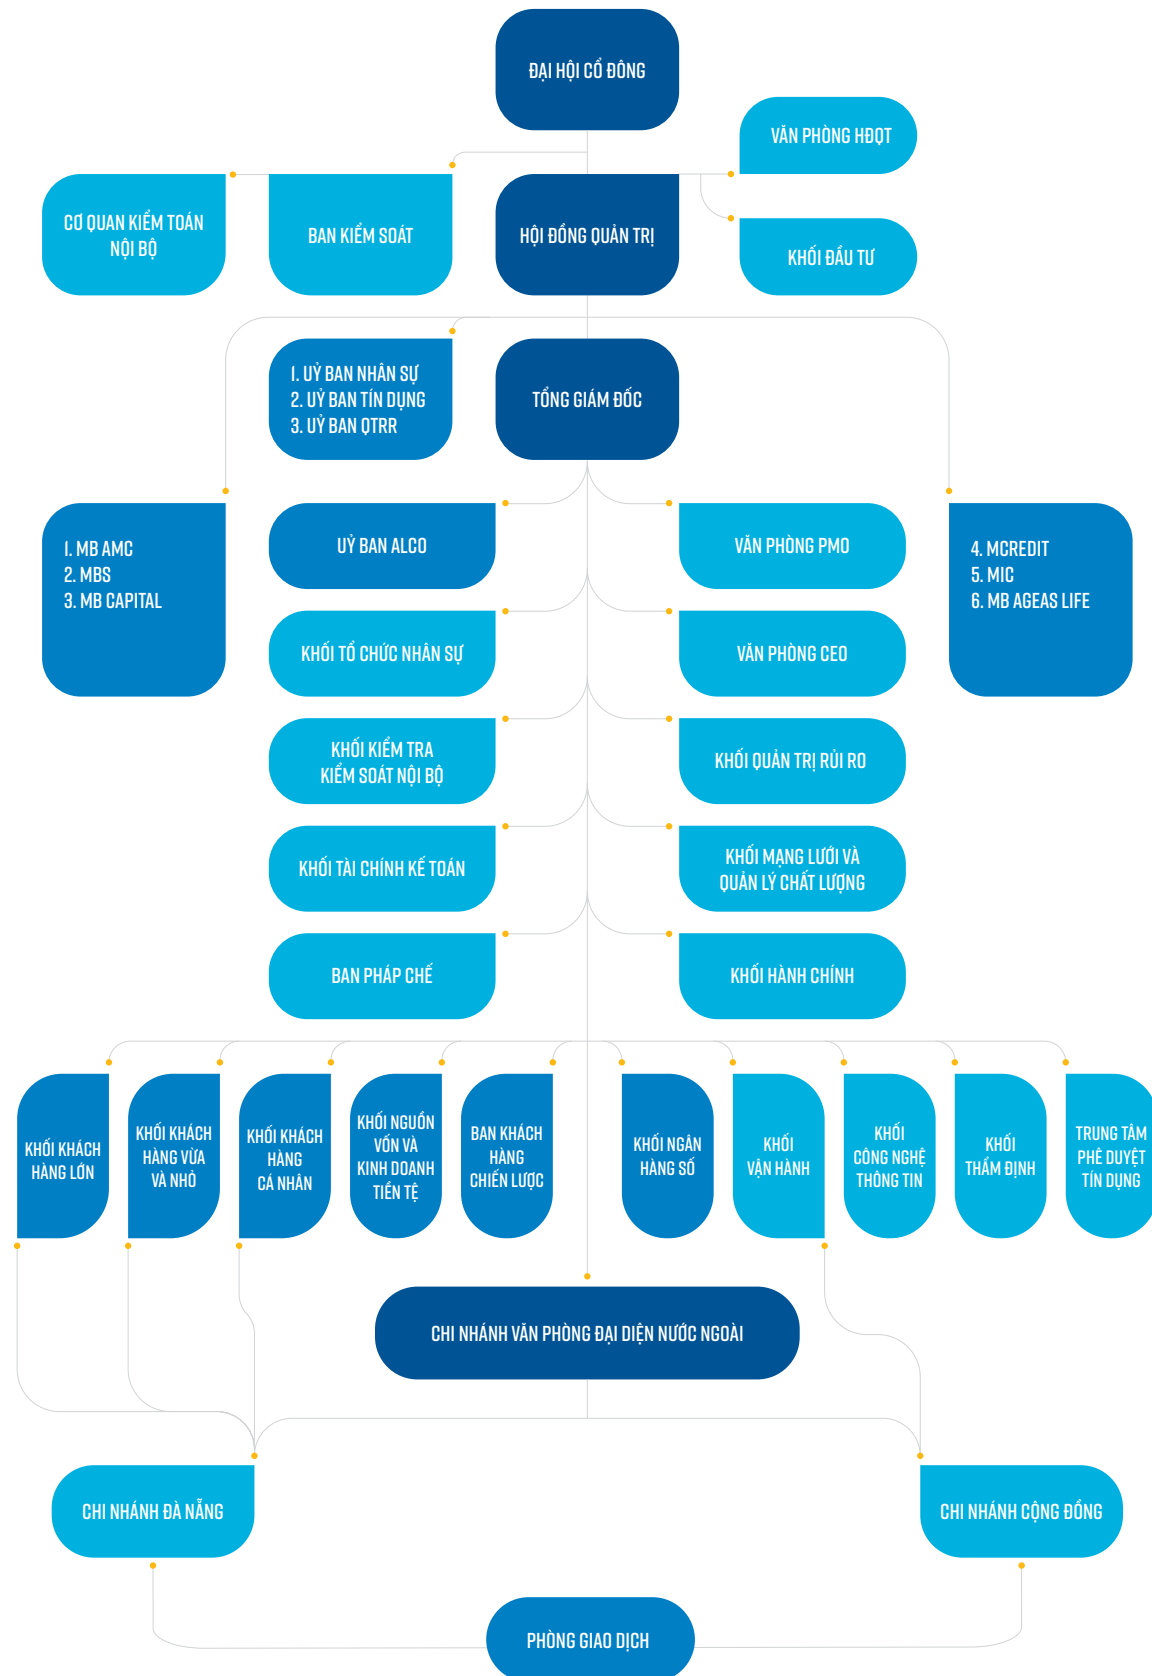 ĐẠI HỘI CỔ ĐÔNG
VĂN PHÒNG HĐQT
CƠ QUAN KIỂM TOÁN
NỘI BỘ
BAN KIỂM SOÁT
HỘI ĐỒNG QUẢN TRỊ
KHỐI ĐẦU TƯ
1. UỶ BAN NHÂN SỰ
2. UỶ BAN TÍN DỤNG
3. UỶ BAN QTRR
TỔNG GIÁM ĐỐC
1. MB AMC
2. MBS
3. MB CAPITAL
UỶ BAN ALCO
VĂN PHÒNG PMO
4. MCREDIT
5. MIC
6. MB AGEAS LIFE
KHỐI TỔ CHỨC NHÂN SỰ
VĂN PHÒNG CEO
KHỐI KIỂM TRA
KIỂM SOÁT NỘI BỘ
KHỐI QUẢN TRỊ RỦI RO
KHỐI TÀI CHÍNH KẾ TOÁN
KHỐI MẠNG LƯỚI VÀ
QUẢN LÝ CHẤT LƯỢNG
BAN PHÁP CHẾ
KHỐI HÀNH CHÍNH
KHỐI KHÁCH
HÀNG LỚN
KHỐI KHÁCH
HÀNG VỪA
VÀ NHỎ
KHỐI KHÁCH
HÀNG
CÁ NHÂN
KHỐI NGUỒN
VỐN VÀ
KINH DOANH
TIỀN TỆ
BAN KHÁCH
HÀNG
CHIẾN LƯỢC
KHỐI NGÂN
HÀNG SỐ
KHỐI
VẬN HÀNH
KHỐI
CÔNG NGHỆ
THÔNG TIN
KHỐI
THẨM ĐỊNH
TRUNG TÂM
PHÊ DUYỆT
TÍN DỤNG
CHI NHÁNH VĂN PHÒNG ĐẠI DIỆN NƯỚC NGOÀI
CHI NHÁNH ĐÀ NẴNG
CHI NHÁNH CỘNG ĐỒNG
PHÒNG GIAO DỊCH